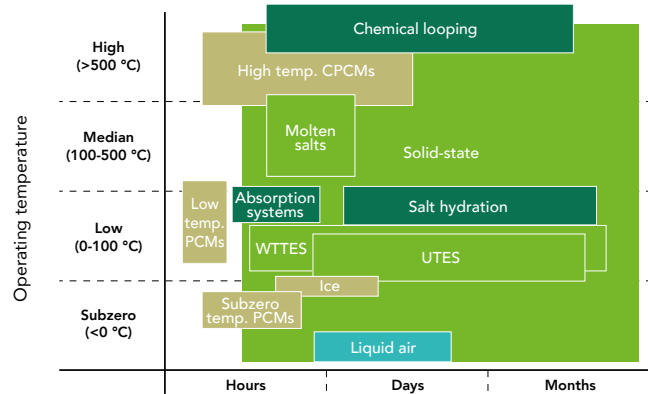 Operating temperature
High
(>500 °C)
Median
(100-500 °C)
Low
(0-100 °C)
Subzero
(<0 °C)
Chemical looping
High temp. CPCMs
Molten
salts
Solid-state
Low
temp.
PCMs
Absorption
systems
Salt hydration
WTTES
UTES
Ice
Subzero
temp. PCMs
Liquid air
Hours
Days
Months